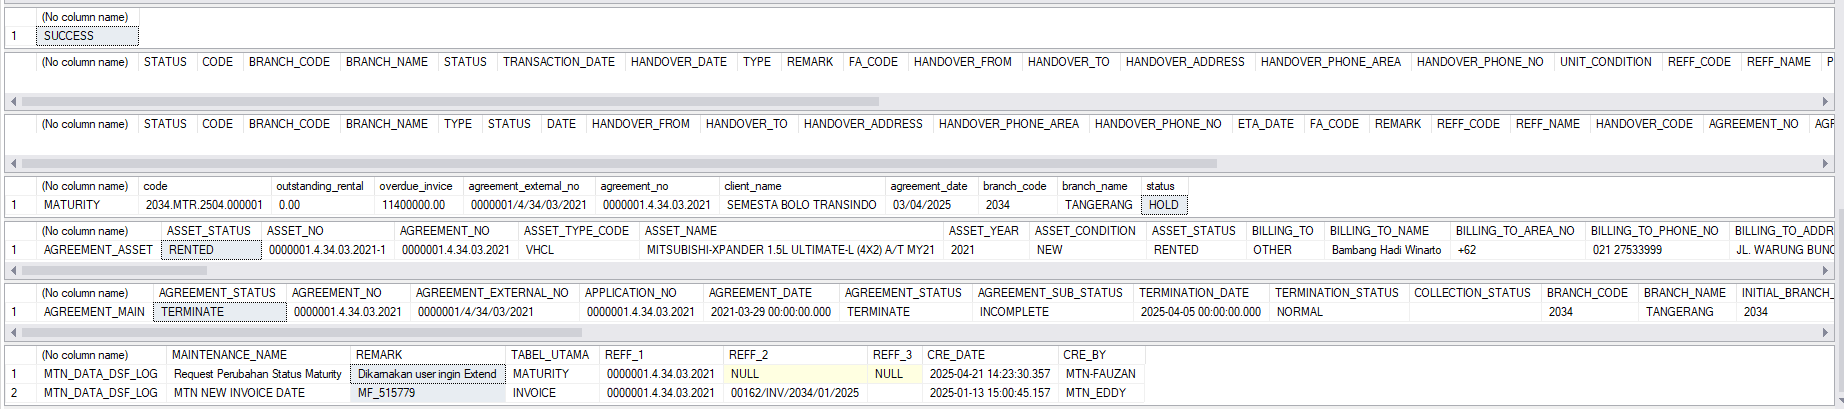 (No column name)
1 SUCCESS
(No column name) STATUS CODE BRANCH_CODE BRANCH_NAME STATUS TRANSACTION_DATE HANDOVER_DATE TYPE REMARK FA_CODE HANDOVER_FROM HANDOVER_TO HANDOVER_ADDRESS HANDOVER_PHONE_AREA HANDOVER_PHONE_NO UNIT_CONDITION REFF_CODE REFF_NAME P
(No column name) STATUS CODE BRANCH_CODE BRANCH_NAME TYPE STATUS DATE HANDOVER_FROM HANDOVER_TO HANDOVER_ADDRESS HANDOVER_PHONE_AREA HANDOVER_PHONE_NO ETA_DATE FA_CODE REMARK REFF_CODE REFF_NAME HANDOVER_CODE AGREEMENT_NO AGR
(No column name) code outstanding_rental overdue_invice agreement_external_no agreement_no client_name agreement_date branch_code branch_name status
1 MATURITY 2034.MTR.2504.000001 0.00 11400000.00 0000001/4/34/03/2021 0000001.4.34.03.2021 SEMESTA BOLO TRANSINDO 03/04/2025 2034 TANGERANG HOLD
(No column name) ASSET_STATUS ASSET_NO AGREEMENT_NO ASSET_TYPE_CODE ASSET_NAME ASSET_YEAR ASSET_CONDITION ASSET_STATUS BILLING_TO BILLING_TO_NAME BILLING_TO_AREA_NO BILLING_TO_PHONE_NO BILLING_TO_ADDR
1 AGREEMENT_ASSET RENTED 0000001.4.34.03.2021-1 0000001.4.34.03.2021 VHCL MITSUBISHI-XPANDER 1.5L ULTIMATE-L (4X2) A/T MY21 2021 NEW RENTED OTHER Bambang Hadi Winarto +62 021 27533999 JL. WARUNG BUNC
(No column name) AGREEMENT_STATUS AGREEMENT_NO AGREEMENT_EXTERNAL_NO APPLICATION_NO AGREEMENT_DATE AGREEMENT_STATUS AGREEMENT_SUB_STATUS TERMINATION_DATE TERMINATION_STATUS COLLECTION_STATUS BRANCH_CODE BRANCH_NAME INITIAL_BRANCH_
1 AGREEMENT_MAIN TERMINATE 0000001.4.34.03.2021 0000001/4/34/03/2021 0000001.4.34.03.2021 2021-03-29 00:00:00.000 TERMINATE INCOMPLETE 2025-04-05 00:00:00.000 NORMAL 2034 TANGERANG 2034
(No column name) MAINTENANCE_NAME REMARK TABEL_UTAMA REFF_1 REFF_2 REFF_3 CRE_DATE CRE_BY
1 MTN_DATA_DSF_LOG Request Perubahan Status Maturity Dikarnakan user ingin Extend MATURITY 0000001.4.34.03.2021 NULL NULL 2025-04-21 14:23:30.357 MTN-FAUZAN
2 MTN_DATA_DSF_LOG MTN NEW INVOICE DATE MF_515779 INVOICE 0000001.4.34.03.2021 00162/INV/2034/01/2025 2025-01-13 15:00:45.157 MTN_EDDY